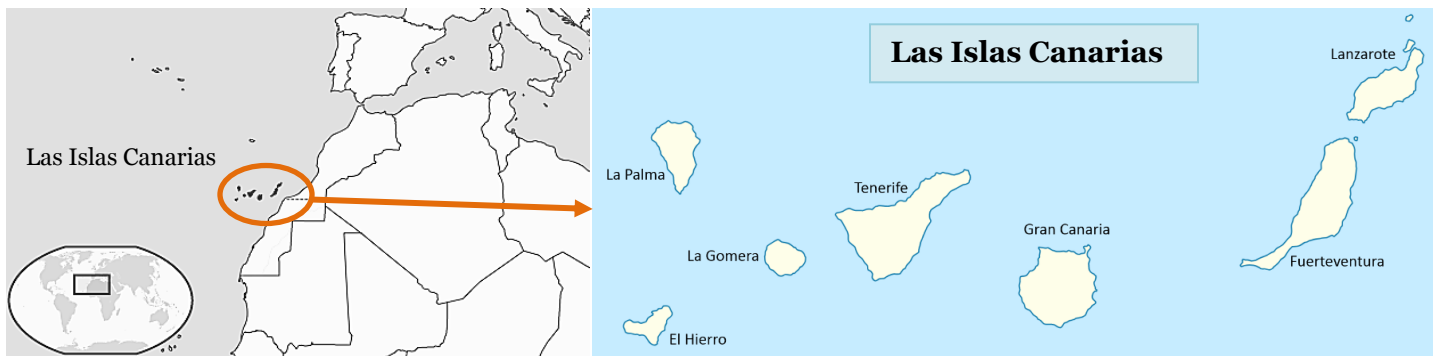 Las Islas Canarias
Las Islas Canarias
Lanzarote
La Palma
Tenerife
Gran Canaria
La Gomera
Fuerteventura
El Hierro